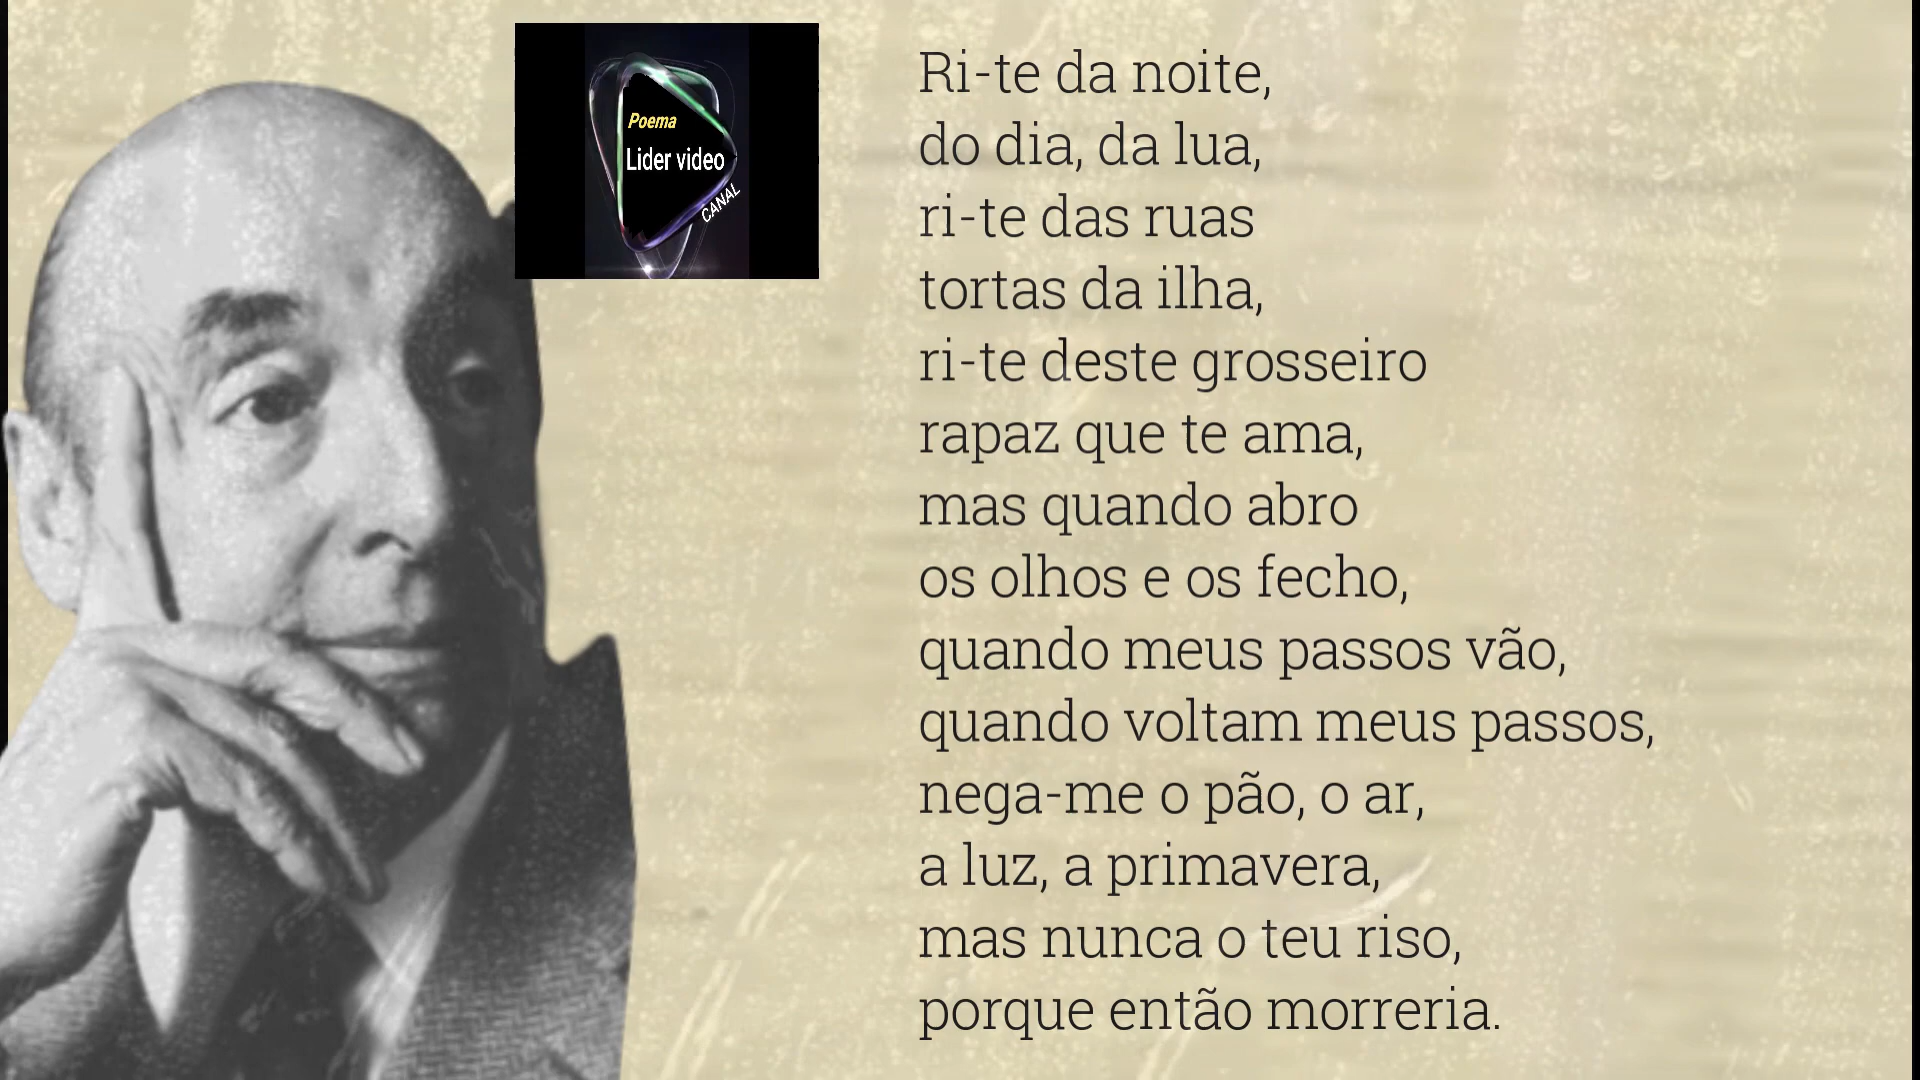 Poema
Lider video
CANAL
Ri-te da noite,
do dia, da lua,
ri-te das ruas
tortas da ilha,
ri-te deste grosseiro
rapaz que te ama,
mas quando abro
os olhos e os fecho,
quando meus passos vão,
quando voltam meus passos,
nega-me o pão, o ar,
a luz, a primavera,
mas nunca o teu riso,
porque então morreria.